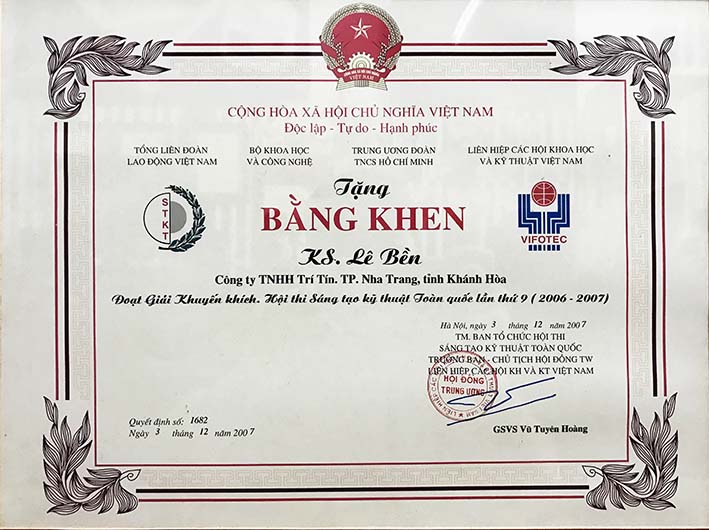 CỘNG HÒA XÃ HỘI CHỦ NGHĨA VIỆT NAM
Độc lập - Tự do - Hạnh phúc
TỔNG LIÊN ĐOÀN
LAO ĐỘNG VIỆT NAM
BỘ KHOA HỌC
VÀ CÔNG NGHỆ
TRUNG ƯƠNG ĐOÀN
TNCS HỒ CHÍ MINH
LIÊN HIỆP CÁC HỘI KHOA HỌC
VÀ KỸ THUẬT VIỆT NAM
STKT
Tặng
VIFOTEC
BẰNG KHEN
KS. Lê Bền
Công ty TNHH Trí Tín. TP. Nha Trang, tỉnh Khánh Hòa
Đoạt Giải Khuyến khích. Hội thi Sáng tạo kỹ thuật Toàn quốc lần thứ 9 ( 2006 - 2007)
Hà Nội, ngày 3 tháng 12 năm 2007
TM. BAN TỔ CHỨC HỘI THI
SÁNG TẠO KỸ THUẬT TOÀN QUỐC
TRƯỞNG BAN - CHỦ TỊCH HỘI ĐỒNG TW
LIÊN HIỆP CÁC HỘI KH VÀ KT VIỆT NAM
HỘI ĐỒNG
TRUNG ƯƠNG
Quyết định số: 1682
Ngày 3 tháng 12 năm 2007
GSVS Vũ Tuyên Hoàng